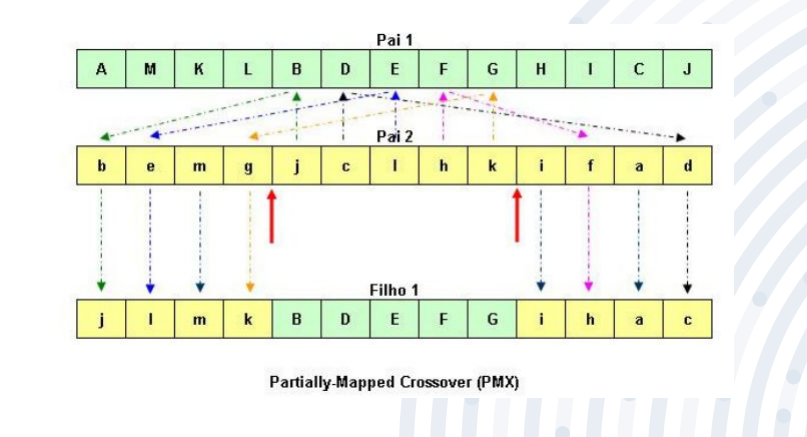 Pai 1
A M K L B D E F G H I C J
Pai 2
b e m g j c l h k i f a d
Filho 1
j l m k B D E F G i h a c
Partially-Mapped Crossover (PMX)